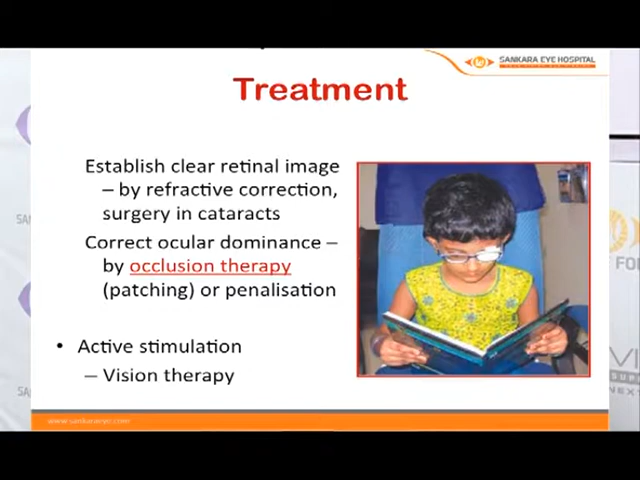 SANKARA EYE HOSPITAL
Treatment
Establish clear retinal image
– by refractive correction,
surgery in cataracts
Correct ocular dominance –
by occlusion therapy
(patching) or penalisation
• Active stimulation
– Vision therapy
www.sankaraeye.com